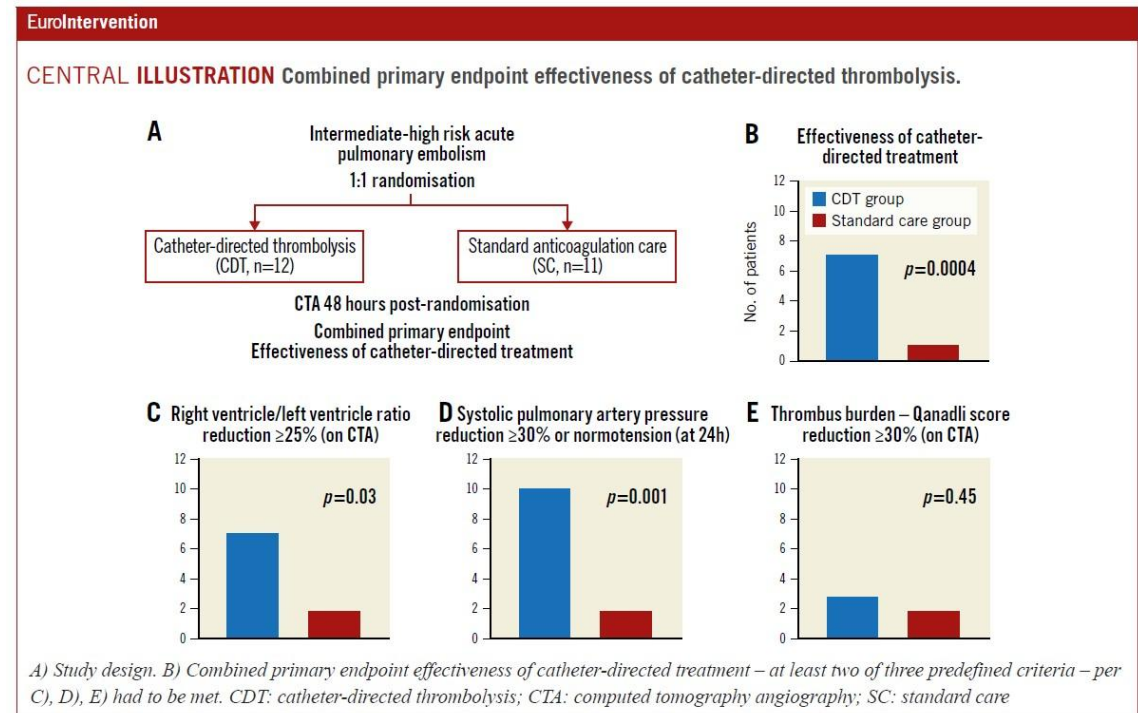 EuroIntervention
CENTRAL ILLUSTRATION Combined primary endpoint effectiveness of catheter-directed thrombolysis.
A
Intermediate-high risk acute
pulmonary embolism
1:1 randomisation
Catheter-directed thrombolysis
(CDT, n=12)
Standard anticoagulation care
(SC, n=11)
CTA 48 hours post-randomisation
Combined primary endpoint
Effectiveness of catheter-directed treatment
B Effectiveness of catheter-
directed treatment
No. of patients
12
10
8
6
4
2
0
CDT group
Standard care group
p=0.0004
C Right ventricle/left ventricle ratio
reduction ≥25% (on CTA)
12
10
8
6
4
2
0
p=0.03
D Systolic pulmonary artery pressure
reduction ≥30% or normotension (at 24h)
12
10
8
6
4
2
0
p=0.001
E Thrombus burden – Qanadli score
reduction ≥30% (on CTA)
12
10
8
6
4
2
0
p=0.45
A) Study design. B) Combined primary endpoint effectiveness of catheter-directed treatment – at least two of three predefined criteria – per
C), D), E) had to be met. CDT: catheter-directed thrombolysis; CTA: computed tomography angiography; SC: standard care